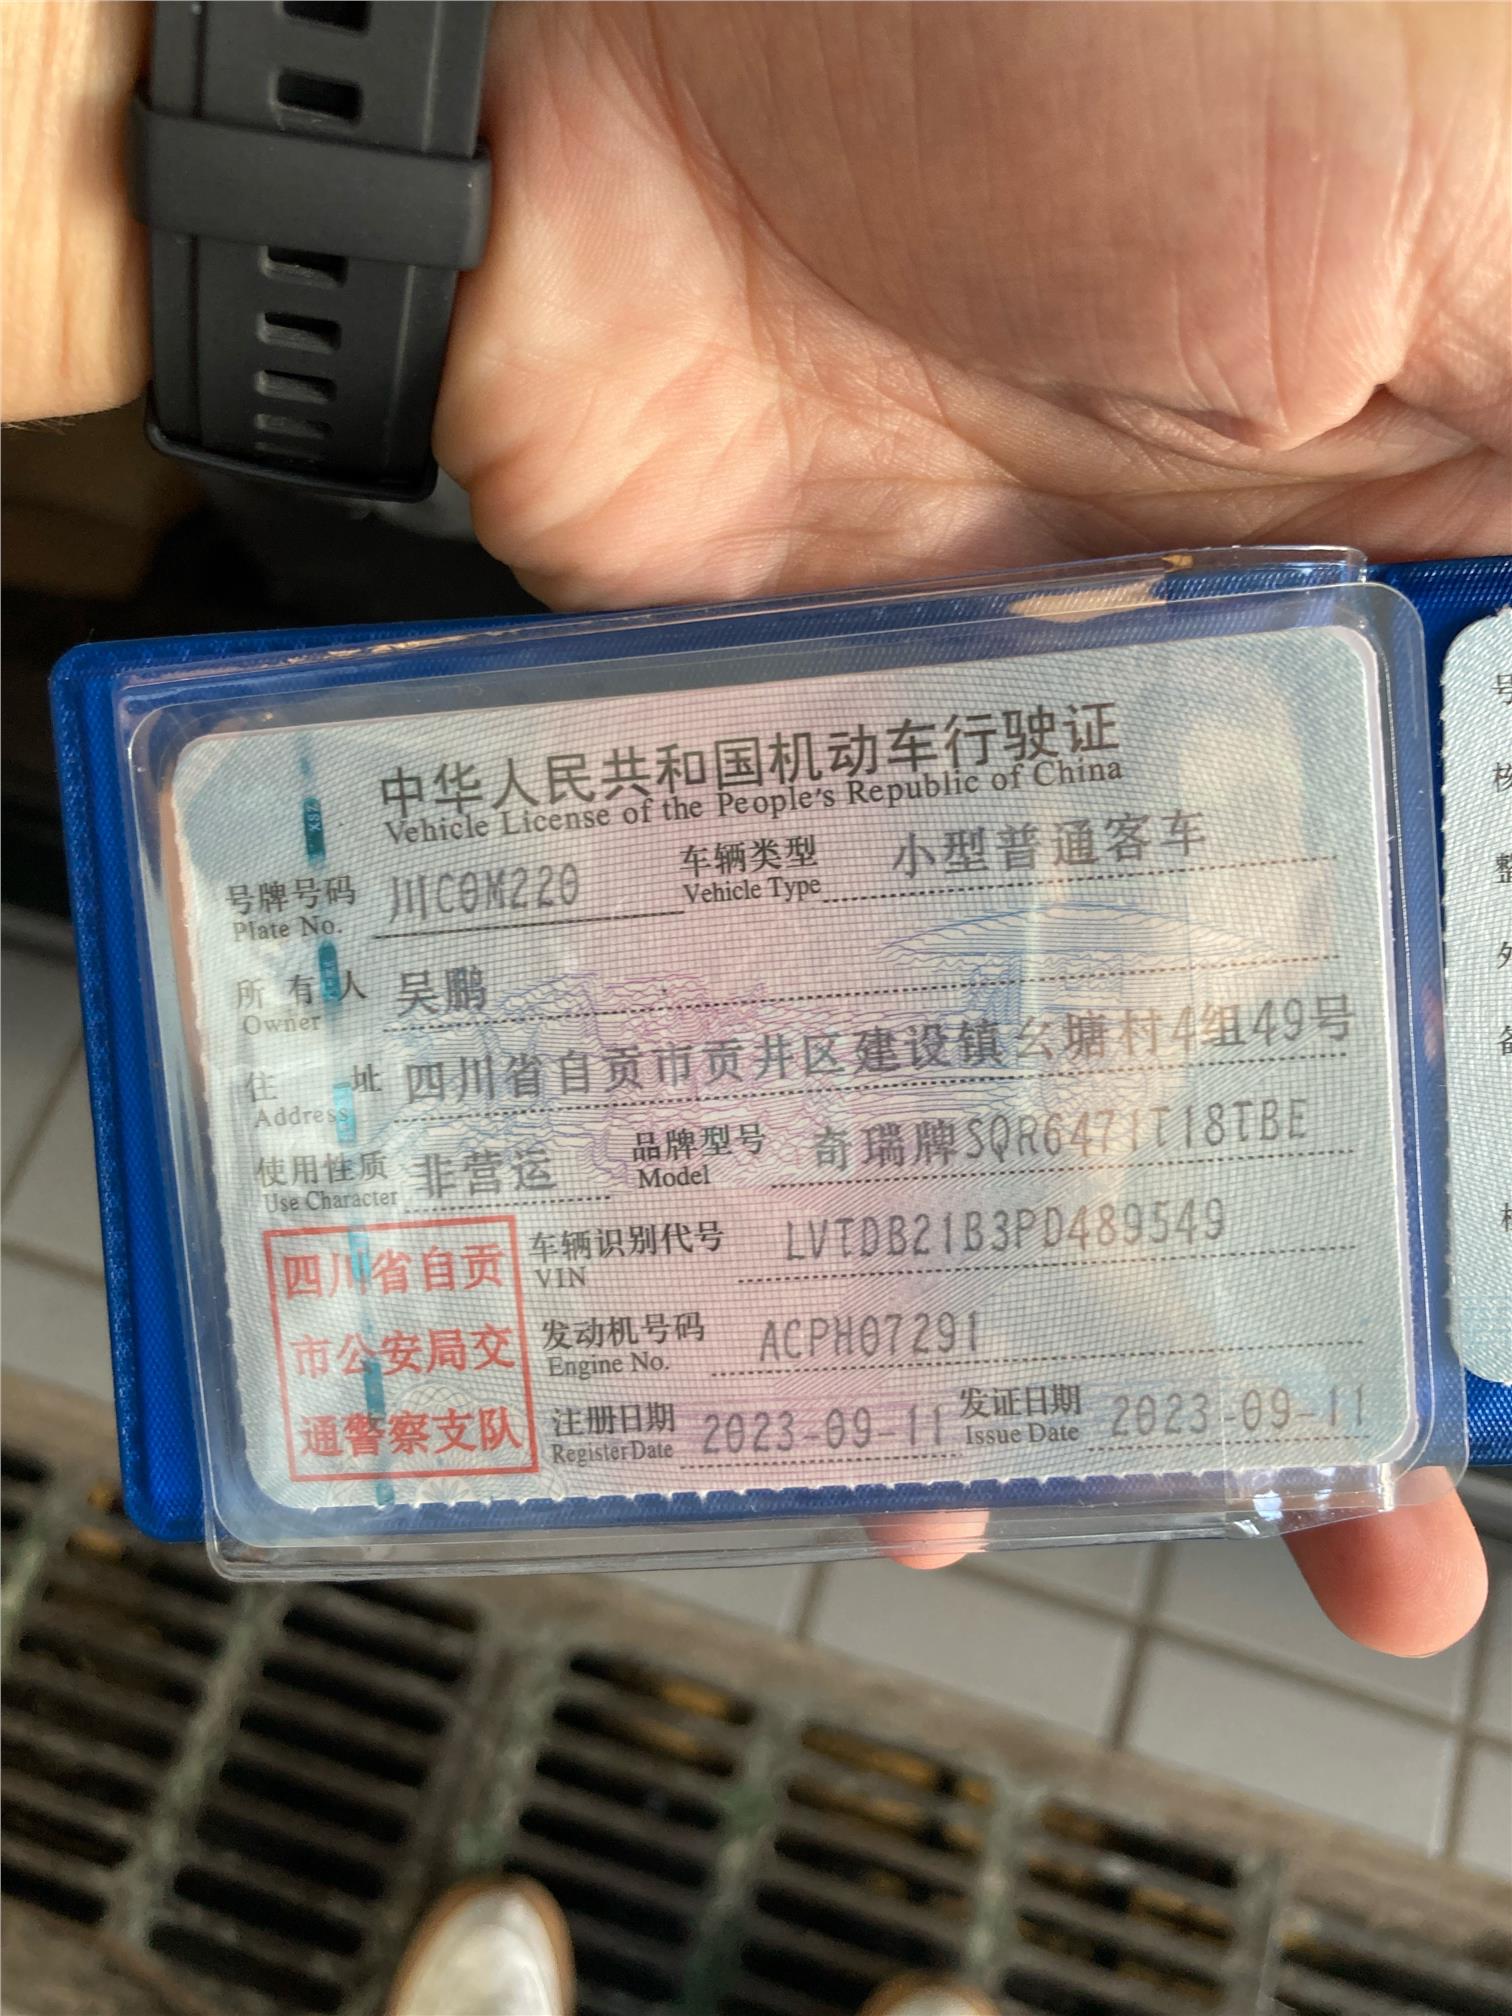 中华人民共和国机动车行驶证
Vehicle License of the People's Republic of China
号牌号码 川C0M220 车辆类型 小型普通客车
Plate No. Vehicle Type
所有人 吴鹏
Owner
住址 四川省自贡市贡井区建设镇幺塘村4组49号
Address
使用性质 非营运 品牌型号 奇瑞牌SQR6471T18TBE
Use Character Model
车辆识别代号 LVTDB21B3PD489549
VIN
发动机号码 ACPH07291
Engine No.
注册日期 2023-09-11 发证日期 2023-09-11
Register Date Issue Date
四川省自贡
市公安局交
通警察支队